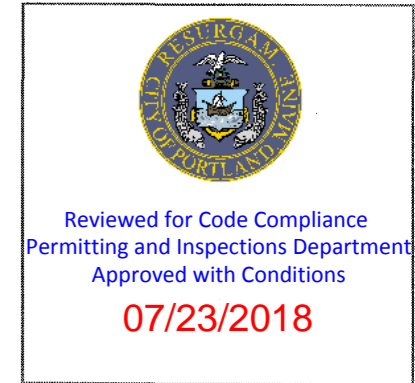 RESURGAM
CITY OF PORTLAND MAINE
Reviewed for Code Compliance
Permitting and Inspections Department
Approved with Conditions
07/23/2018